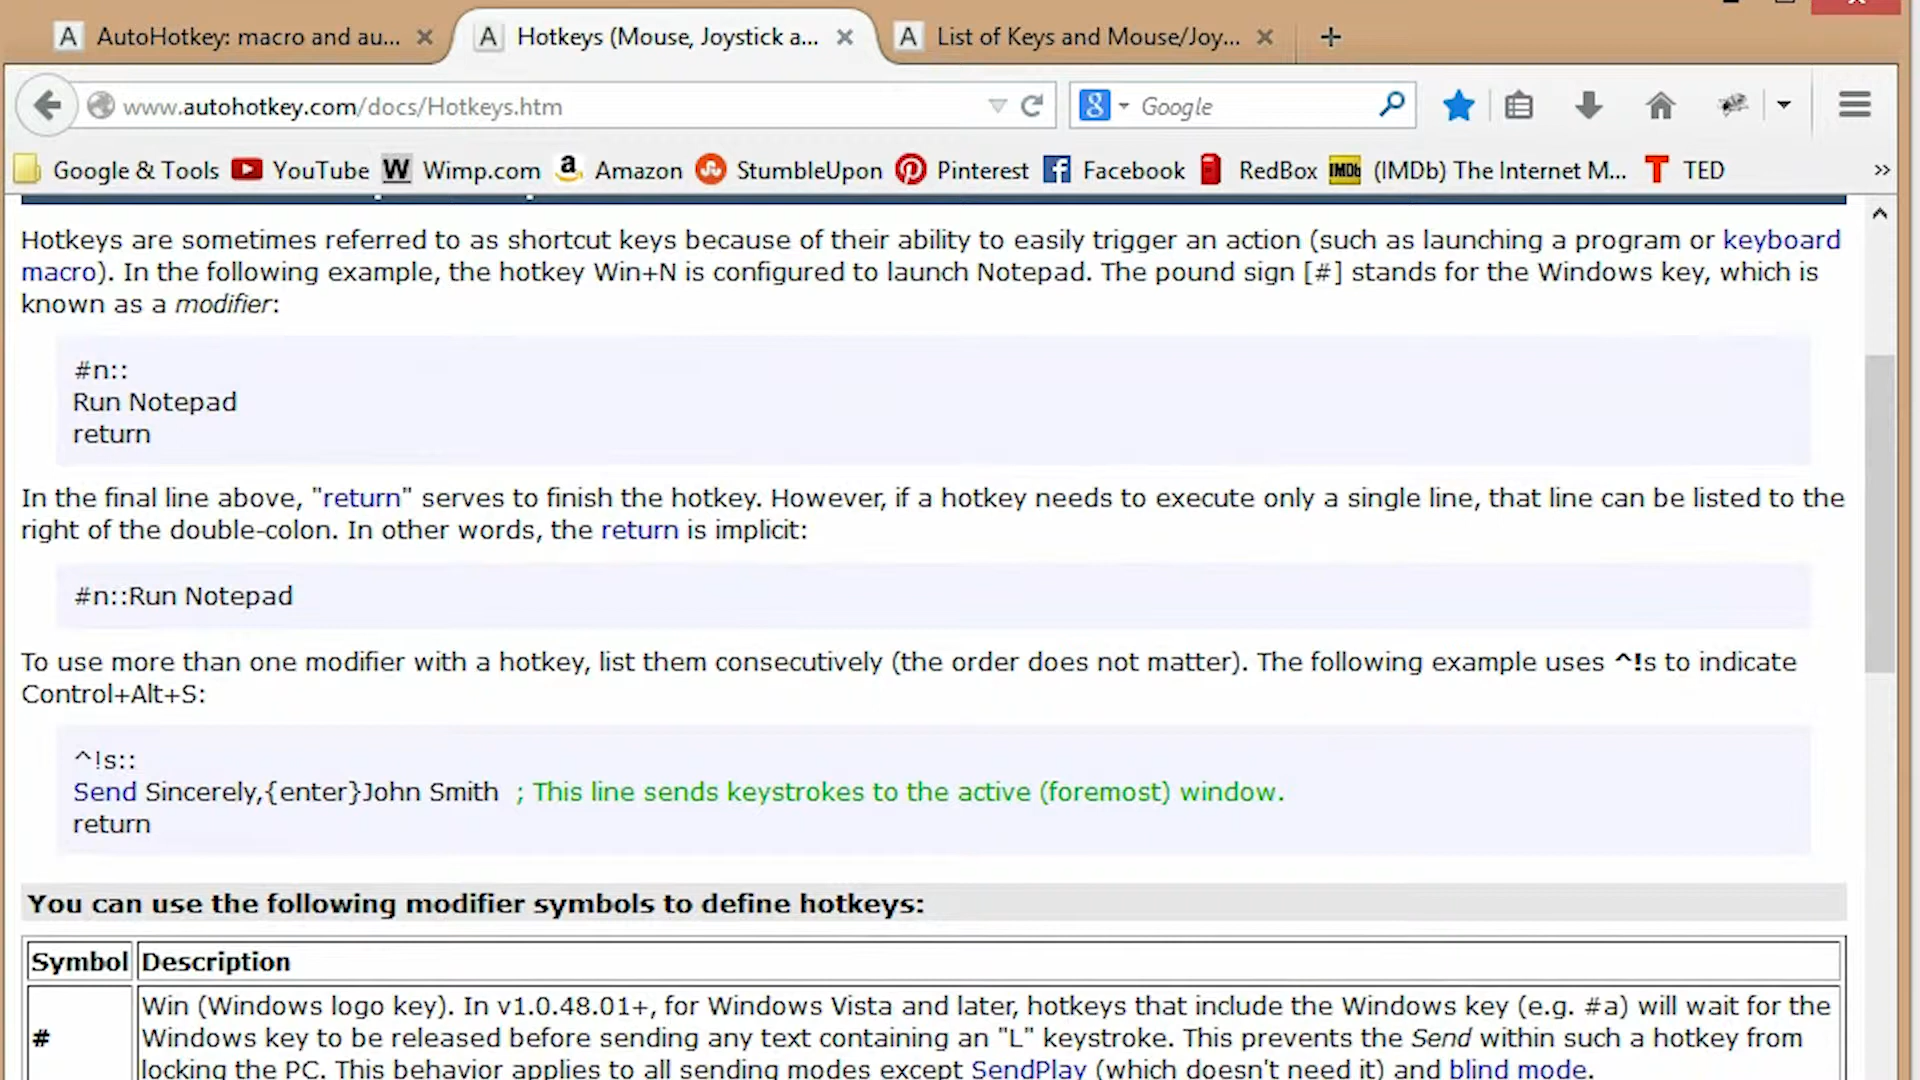 AutoHotkey: macro and au...
Hotkeys (Mouse, Joystick a...
List of Keys and Mouse/Joy...
www.autohotkey.com/docs/Hotkeys.htm
Google
Google & Tools
YouTube
Wimp.com
Amazon
StumbleUpon
Pinterest
Facebook
RedBox
(IMDb) The Internet M...
TED
Hotkeys are sometimes referred to as shortcut keys because of their ability to easily trigger an action (such as launching a program or keyboard
macro). In the following example, the hotkey Win+N is configured to launch Notepad. The pound sign [#] stands for the Windows key, which is
known as a modifier:
#n::
Run Notepad
return
In the final line above, "return" serves to finish the hotkey. However, if a hotkey needs to execute only a single line, that line can be listed to the
right of the double-colon. In other words, the return is implicit:
#n::Run Notepad
To use more than one modifier with a hotkey, list them consecutively (the order does not matter). The following example uses ^!s to indicate
Control+Alt+S:
^!s::
Send Sincerely,{enter}John Smith ; This line sends keystrokes to the active (foremost) window.
return
You can use the following modifier symbols to define hotkeys:
Symbol Description
Win (Windows logo key). In v1.0.48.01+, for Windows Vista and later, hotkeys that include the Windows key (e.g. #a) will wait for the
# Windows key to be released before sending any text containing an "L" keystroke. This prevents the Send within such a hotkey from
locking the PC. This behavior applies to all sending modes except SendPlay (which doesn't need it) and blind mode.